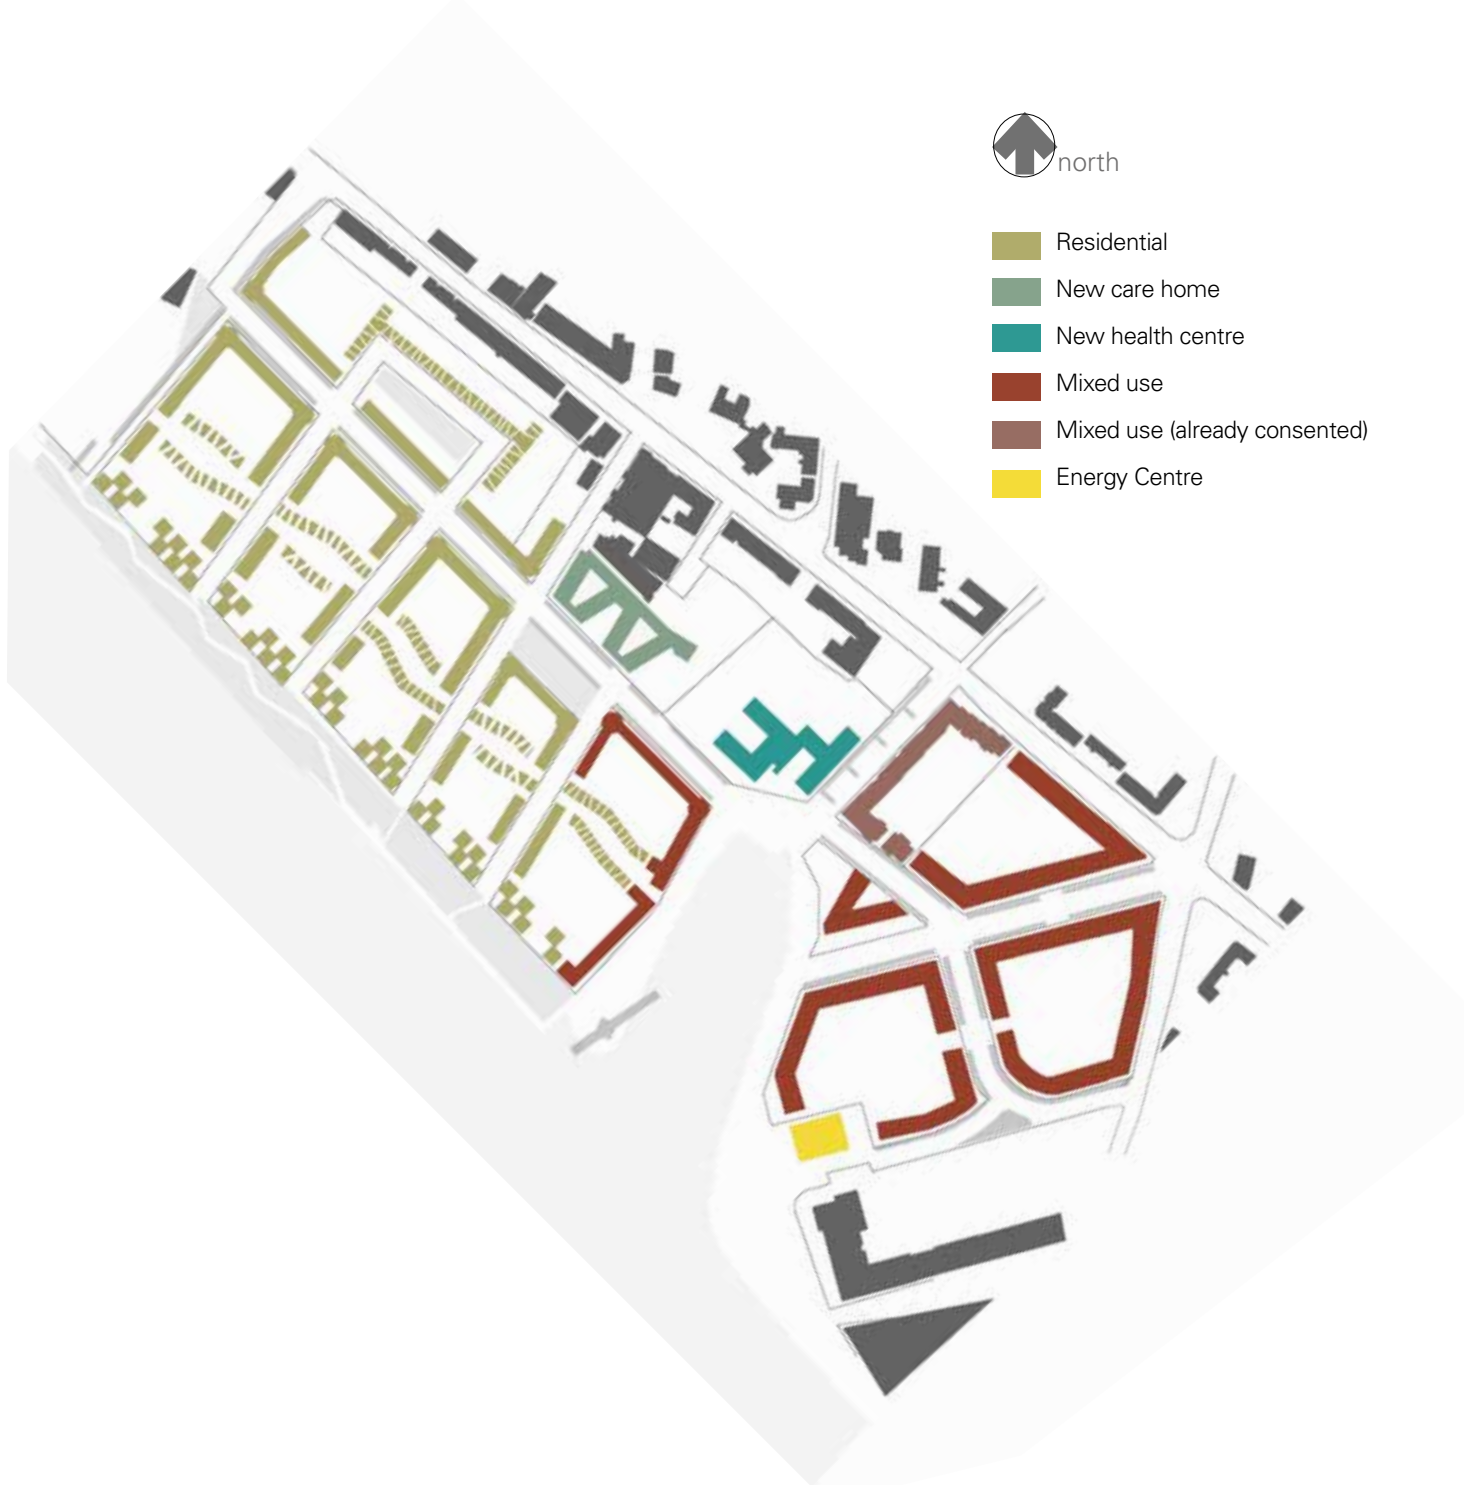 north
Residential
New care home
New health centre
Mixed use
Mixed use (already consented)
Energy Centre